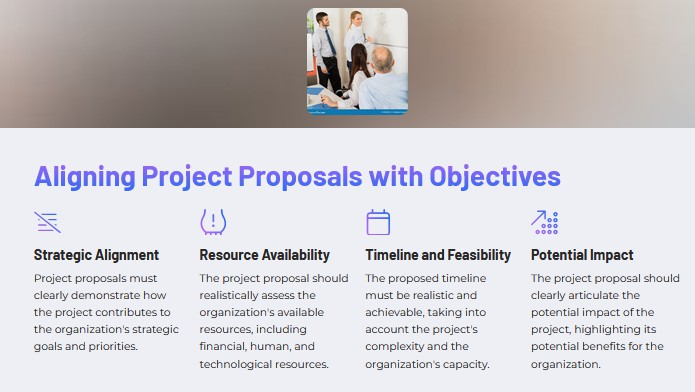 Aligning Project Proposals with Objectives
Strategic Alignment
Project proposals must
clearly demonstrate how
the project contributes to
the organization's strategic
goals and priorities.
Resource Availability
The project proposal should
realistically assess the
organization's available
resources, including
financial, human, and
technological resources.
Timeline and Feasibility
The proposed timeline
must be realistic and
achievable, taking into
account the project's
complexity and the
organization's capacity.
Potential Impact
The project proposal should
clearly articulate the
potential impact of the
project, highlighting its
potential benefits for the
organization.